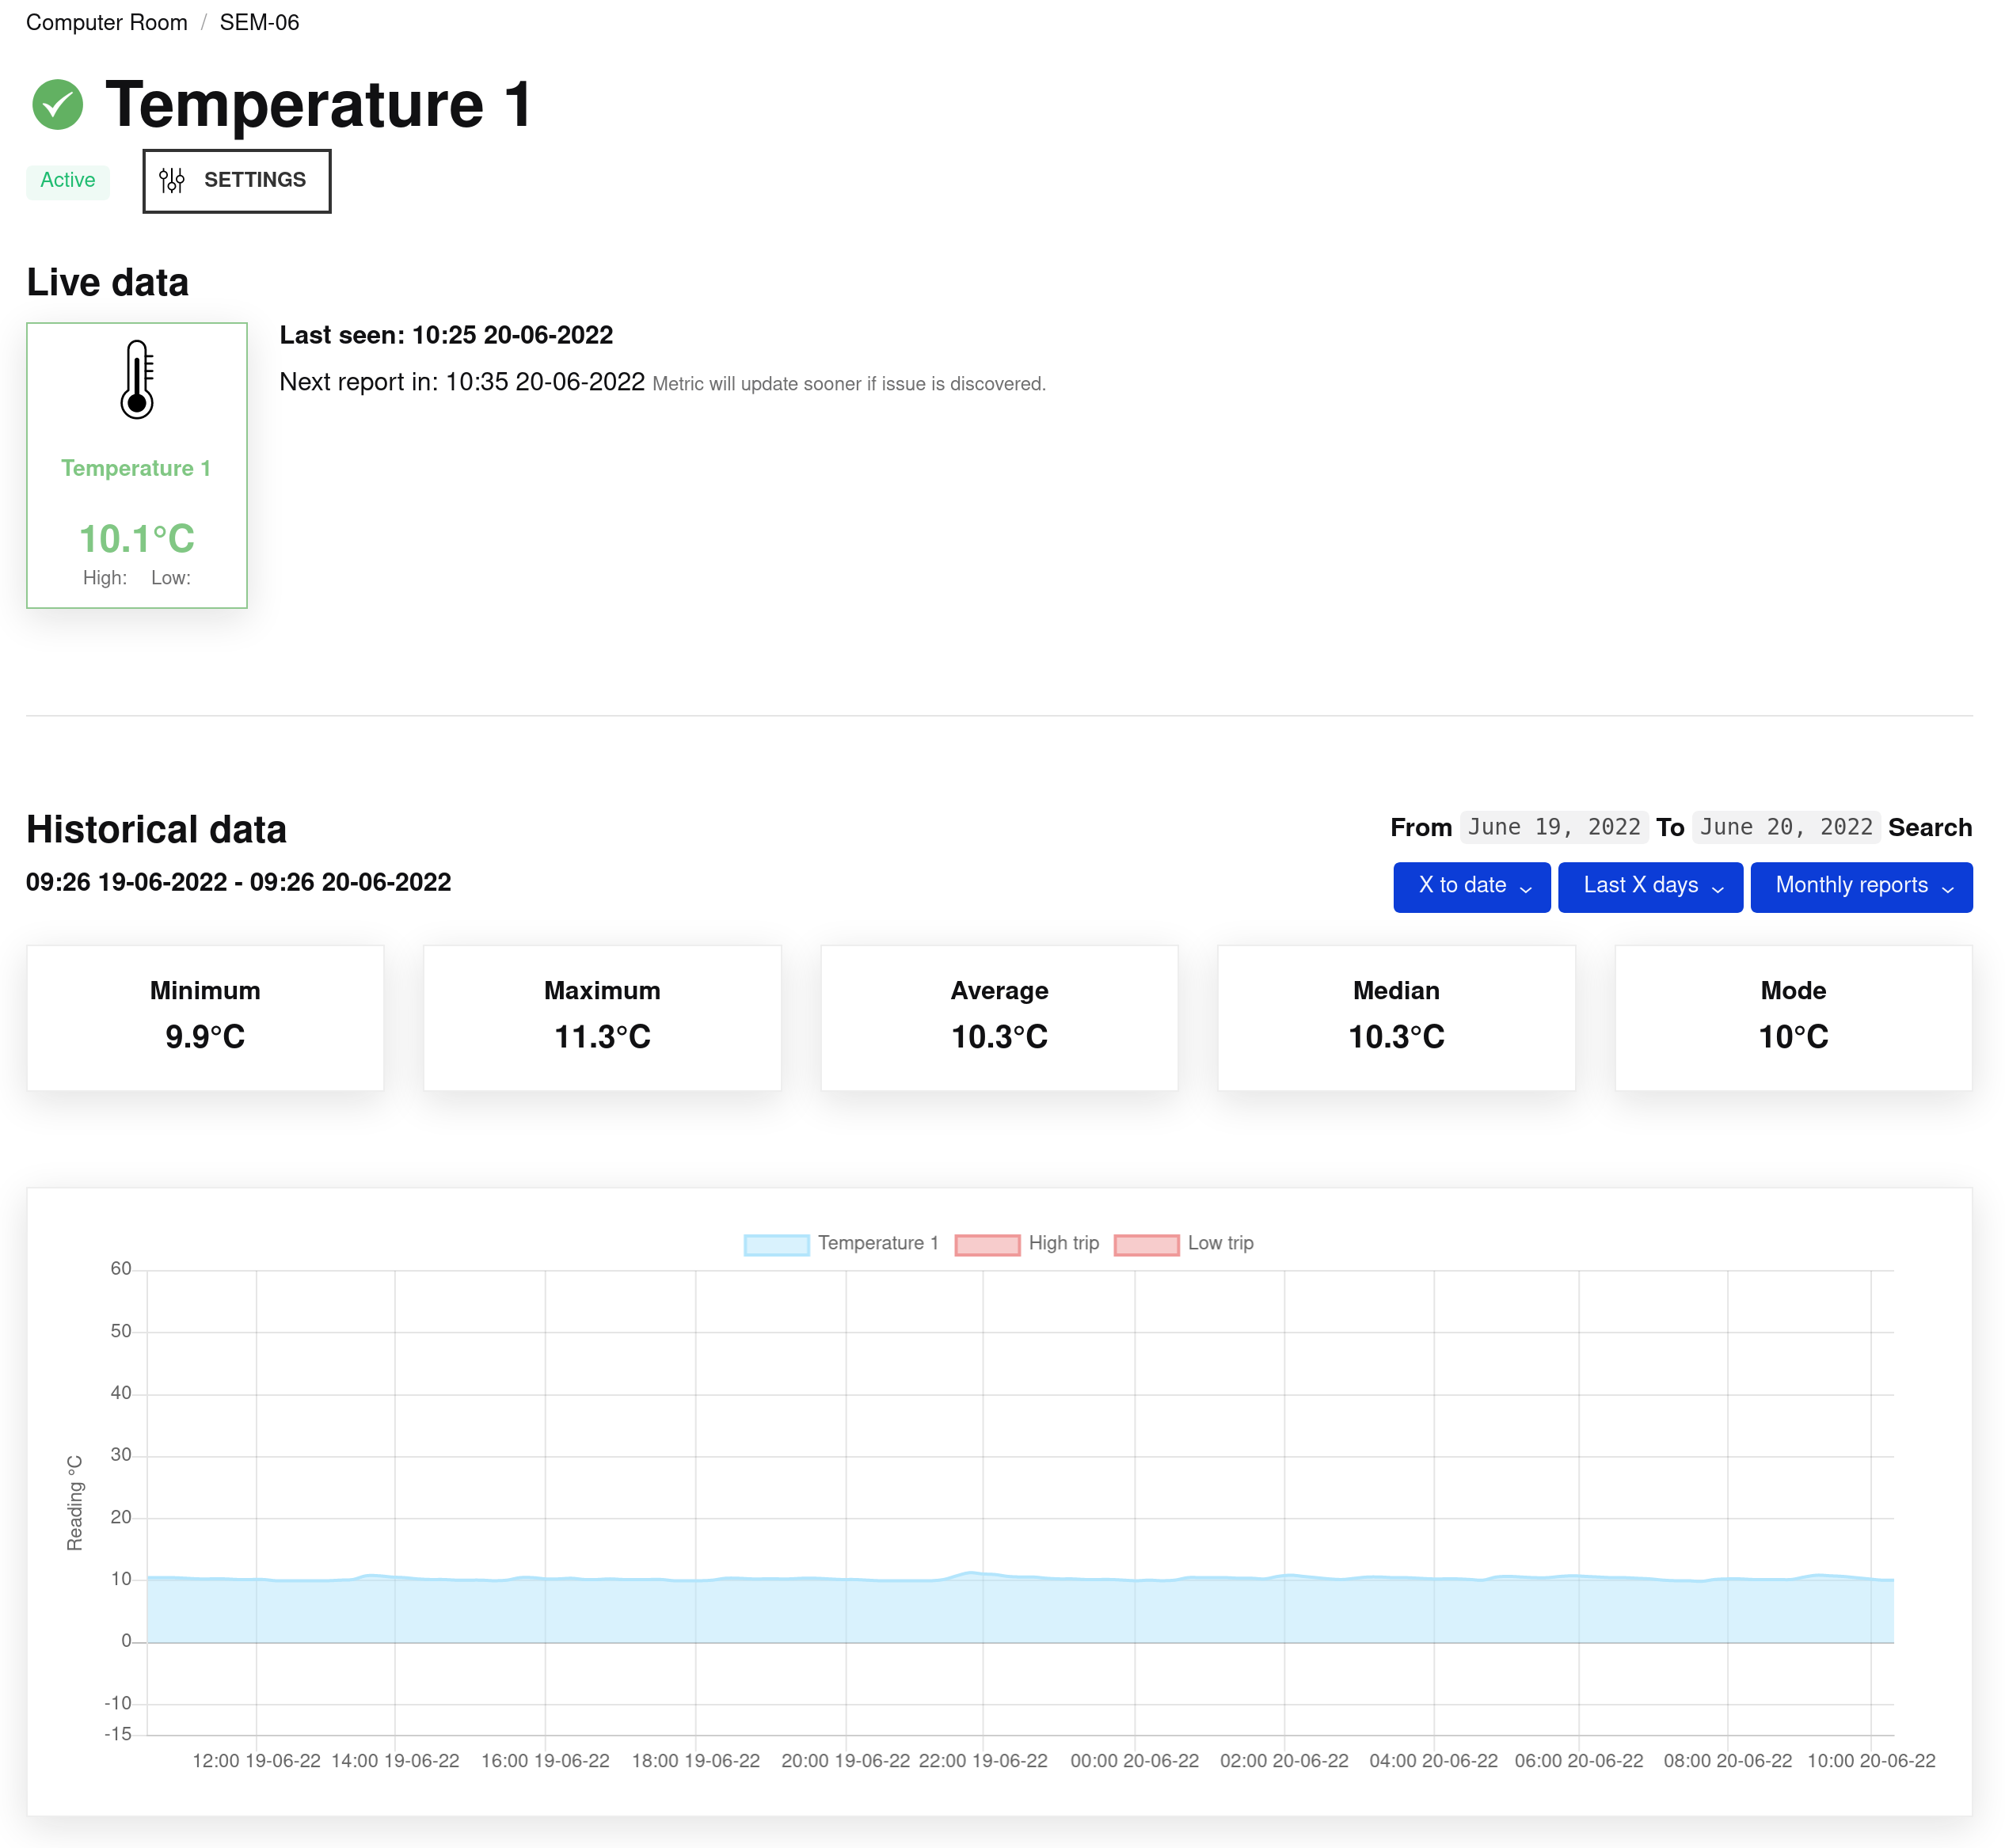 Computer Room / SEM-06
Temperature 1
Active
SETTINGS
Live data
Last seen: 10:25 20-06-2022
Next report in: 10:35 20-06-2022 Metric will update sooner if issue is discovered.
Temperature 1
10.1°C
High: Low:
Historical data
From June 19, 2022 To June 20, 2022 Search
09:26 19-06-2022 - 09:26 20-06-2022
X to date Last X days Monthly reports
Minimum
9.9°C
Maximum
11.3°C
Average
10.3°C
Median
10.3°C
Mode
10°C
Temperature 1 High trip Low trip
Reading °C
60
50
40
30
20
10
0
-10
-15
12:00 19-06-22 14:00 19-06-22 16:00 19-06-22 18:00 19-06-22 20:00 19-06-22 22:00 19-06-22 00:00 20-06-22 02:00 20-06-22 04:00 20-06-22 06:00 20-06-22 08:00 20-06-22 10:00 20-06-22